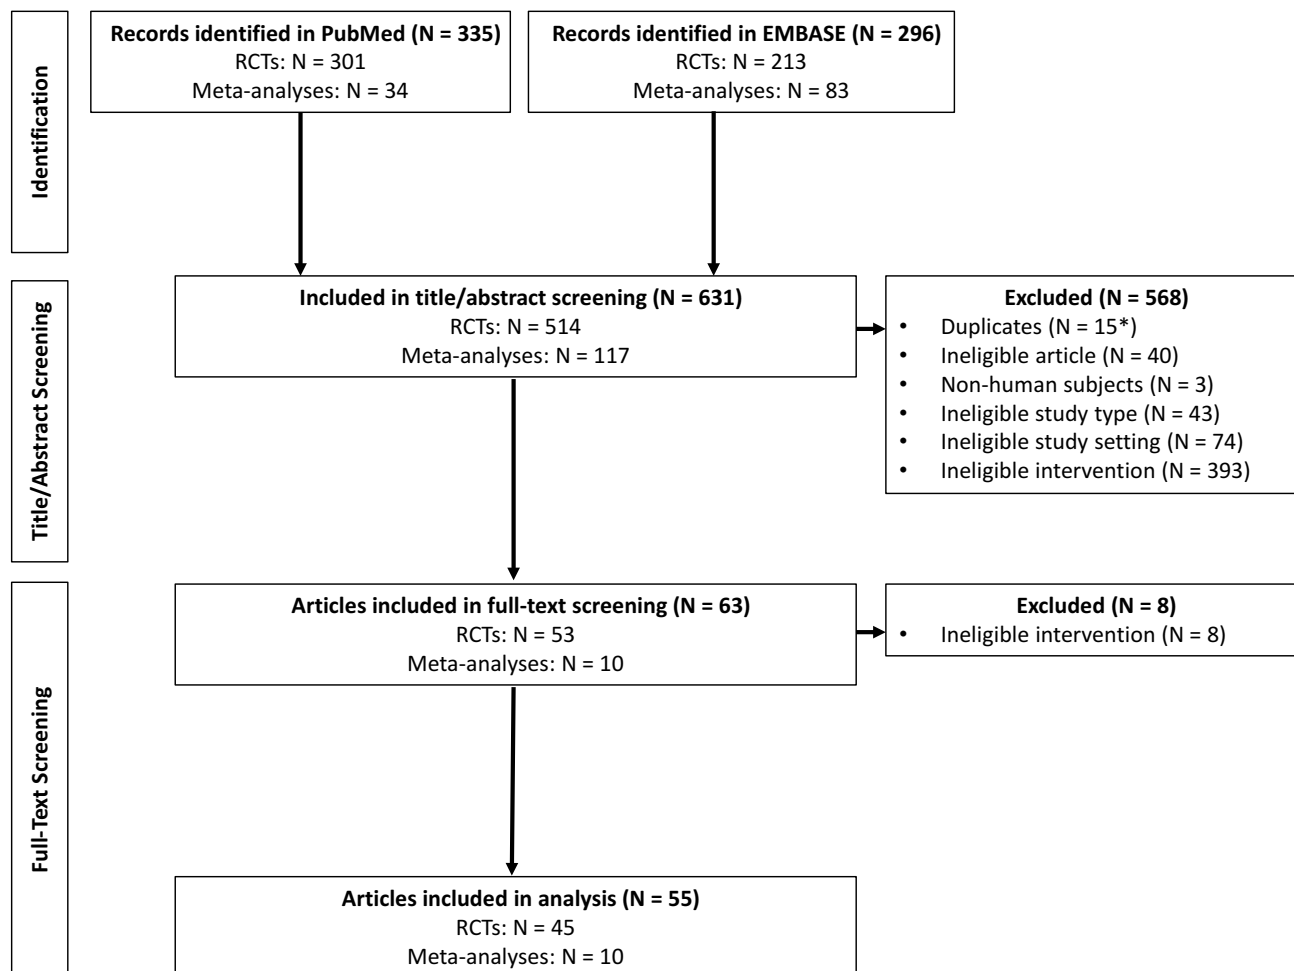 Identification
Records identified in PubMed (N = 335)
RCTs: N = 301
Meta-analyses: N = 34
Records identified in EMBASE (N = 296)
RCTs: N = 213
Meta-analyses: N = 83
Title/Abstract Screening
Included in title/abstract screening (N = 631)
RCTs: N = 514
Meta-analyses: N = 117
Excluded (N = 568)
• Duplicates (N = 15*)
• Ineligible article (N = 40)
• Non-human subjects (N = 3)
• Ineligible study type (N = 43)
• Ineligible study setting (N = 74)
• Ineligible intervention (N = 393)
Full-Text Screening
Articles included in full-text screening (N = 63)
RCTs: N = 53
Meta-analyses: N = 10
Excluded (N = 8)
• Ineligible intervention (N = 8)
Articles included in analysis (N = 55)
RCTs: N = 45
Meta-analyses: N = 10